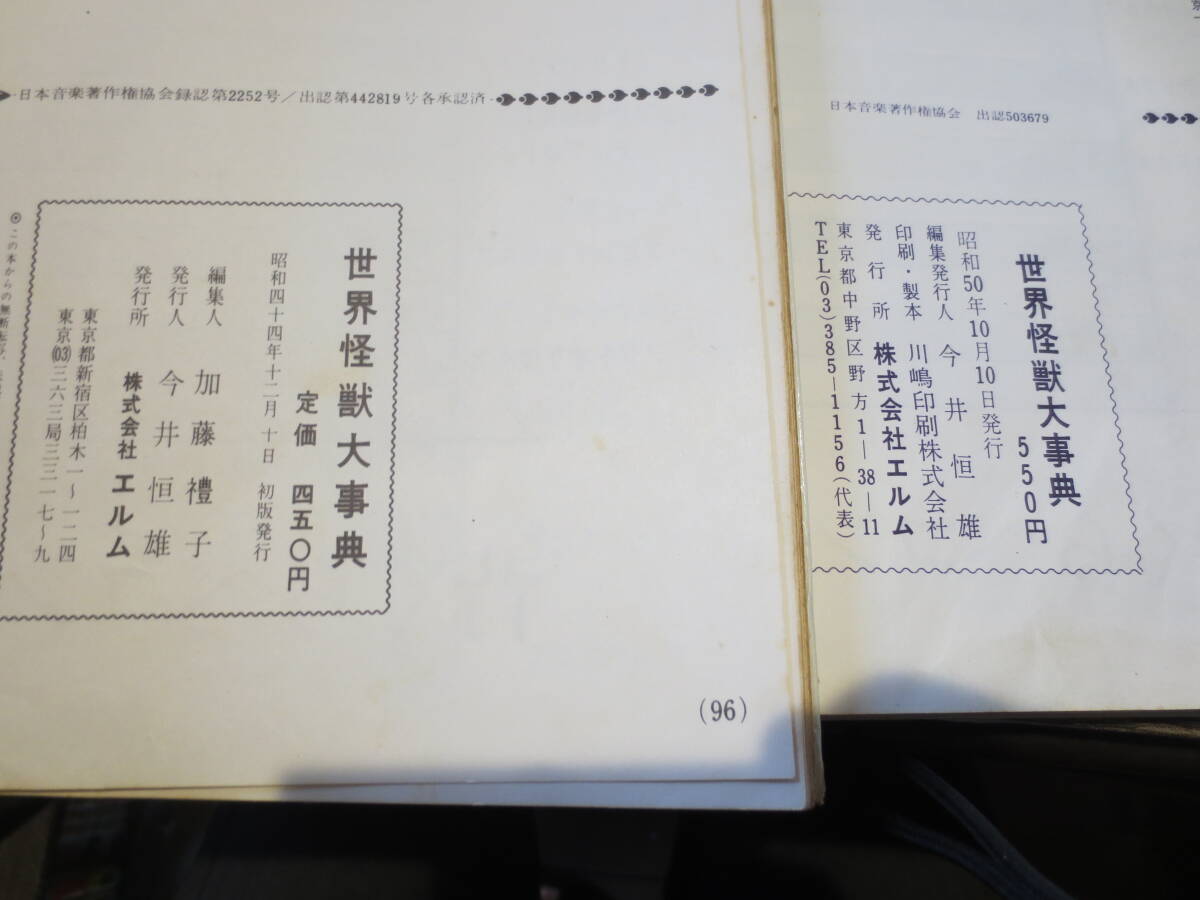 日本音楽著作権協会録認第2252号／出認第442819号各承認済
世界怪獣大事典
定価 四五〇円
昭和四十四年十二月 十日 初版発行
編集人 加藤禮子
発行人 今井恒雄
発行所 株式会社 エルム
東京都新宿区柏木一～一二四
東京(03)三六三局三三一七～九
◎この本からの無断転
(96)
日本音楽著作権協会 出認503679
世界怪獣大事典
550円
昭和50年10月10日発行
編集発行人 今井恒雄
印刷・製本 川嶋印刷株式会社
発行所 株式会社エルム
東京都中野区野方1―38―11
TEL(03)385―1156(代表)